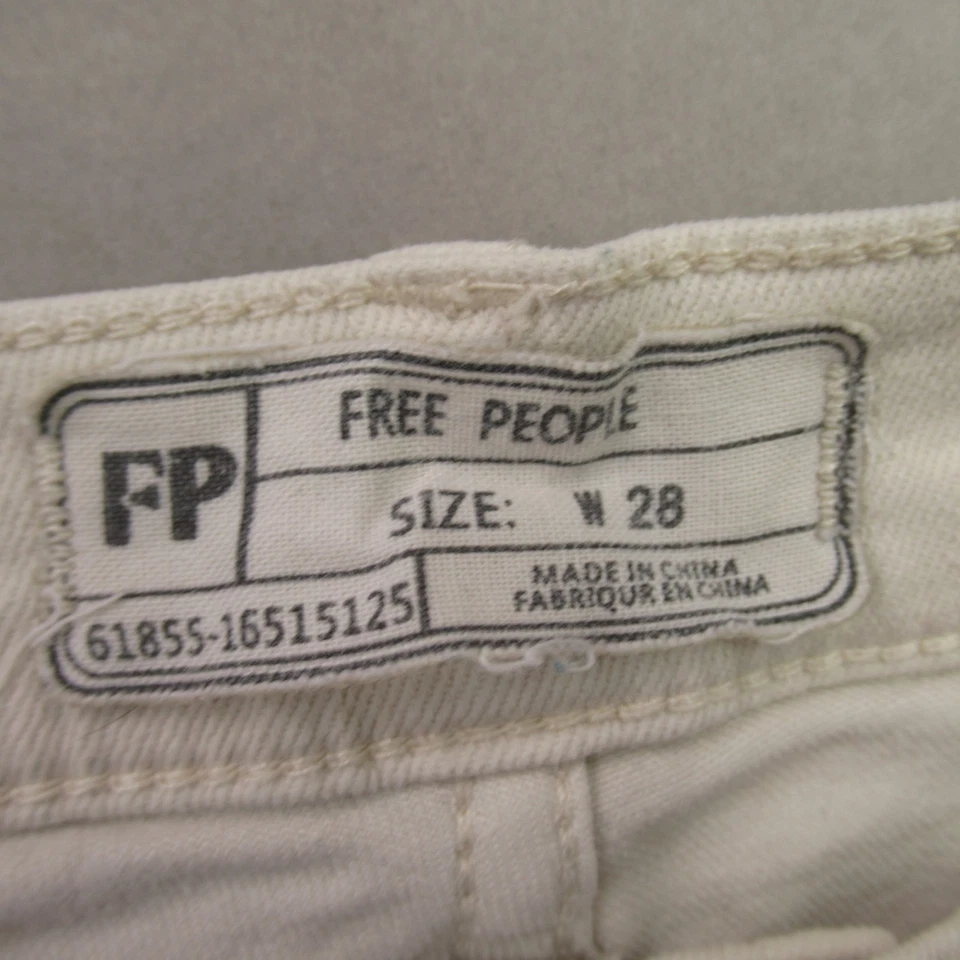 FP
FREE PEOPLE
SIZE: W 28
61855-16515125
MADE IN CHINA
FABRIQUR EN CHINA